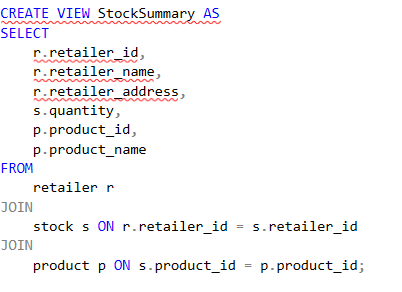 CREATE VIEW StockSummary AS
SELECT
    r.retailer_id,
    r.retailer_name,
    r.retailer_address,
    s.quantity,
    p.product_id,
    p.product_name
FROM
    retailer r
JOIN
    stock s ON r.retailer_id = s.retailer_id
JOIN
    product p ON s.product_id = p.product_id;